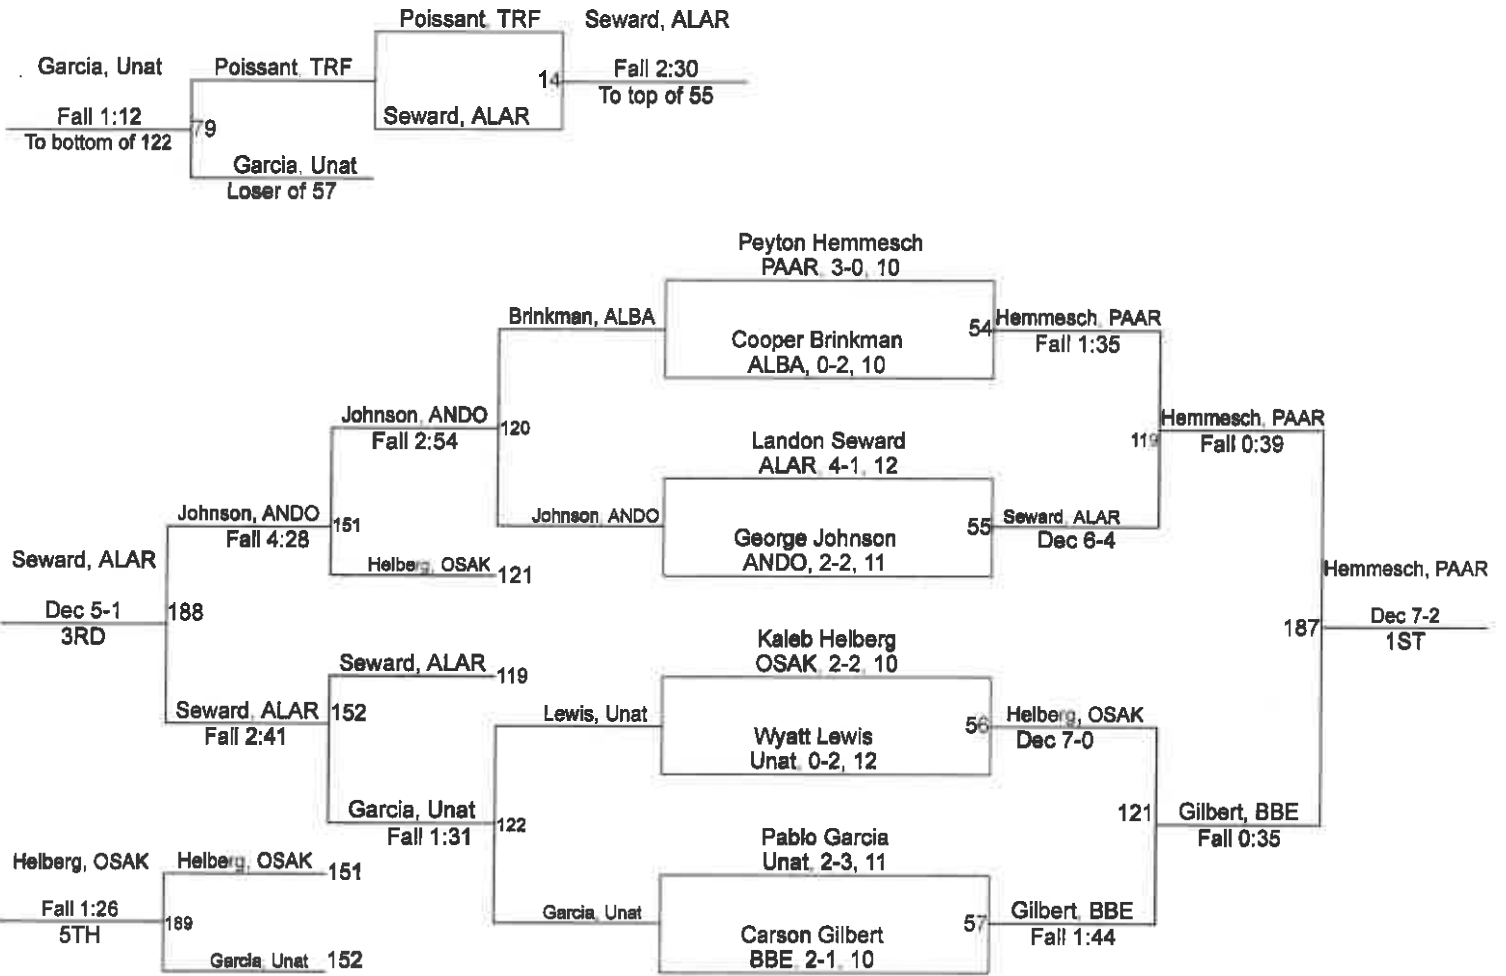 Poissant, TRF
Seward, ALAR
Garcia, Unat
Poissant, TRF
14
Fall 2:30
To top of 55
Fall 1:12
To bottom of 122
79
Seward, ALAR
Garcia, Unat
Loser of 57
Peyton Hemmesch
PAAR, 3-0, 10
Brinkman, ALBA
54
Hemmesch, PAAR
Fall 1:35
Cooper Brinkman
ALBA, 0-2, 10
Johnson, ANDO
Fall 2:54
120
Hemmesch, PAAR
Fall 0:39
119
Landon Seward
ALAR, 4-1, 12
Johnson, ANDO
Fall 4:28
151
Johnson, ANDO
55
Seward, ALAR
Dec 6-4
George Johnson
ANDO, 2-2, 11
Seward, ALAR
Helberg, OSAK
121
Hemmesch, PAAR
Dec 5-1
3RD
188
187
Dec 7-2
1ST
Kaleb Helberg
OSAK, 2-2, 10
Seward, ALAR
119
Seward, ALAR
Fall 2:41
152
Lewis, Unat
56
Helberg, OSAK
Dec 7-0
Wyatt Lewis
Unat, 0-2, 12
Garcia, Unat
Fall 1:31
122
121
Gilbert, BBE
Fall 0:35
Pablo Garcia
Unat, 2-3, 11
Helberg, OSAK
Helberg, OSAK
151
Fall 1:26
5TH
189
Garcia, Unat
57
Gilbert, BBE
Fall 1:44
Carson Gilbert
BBE, 2-1, 10
Garcia, Unat
152